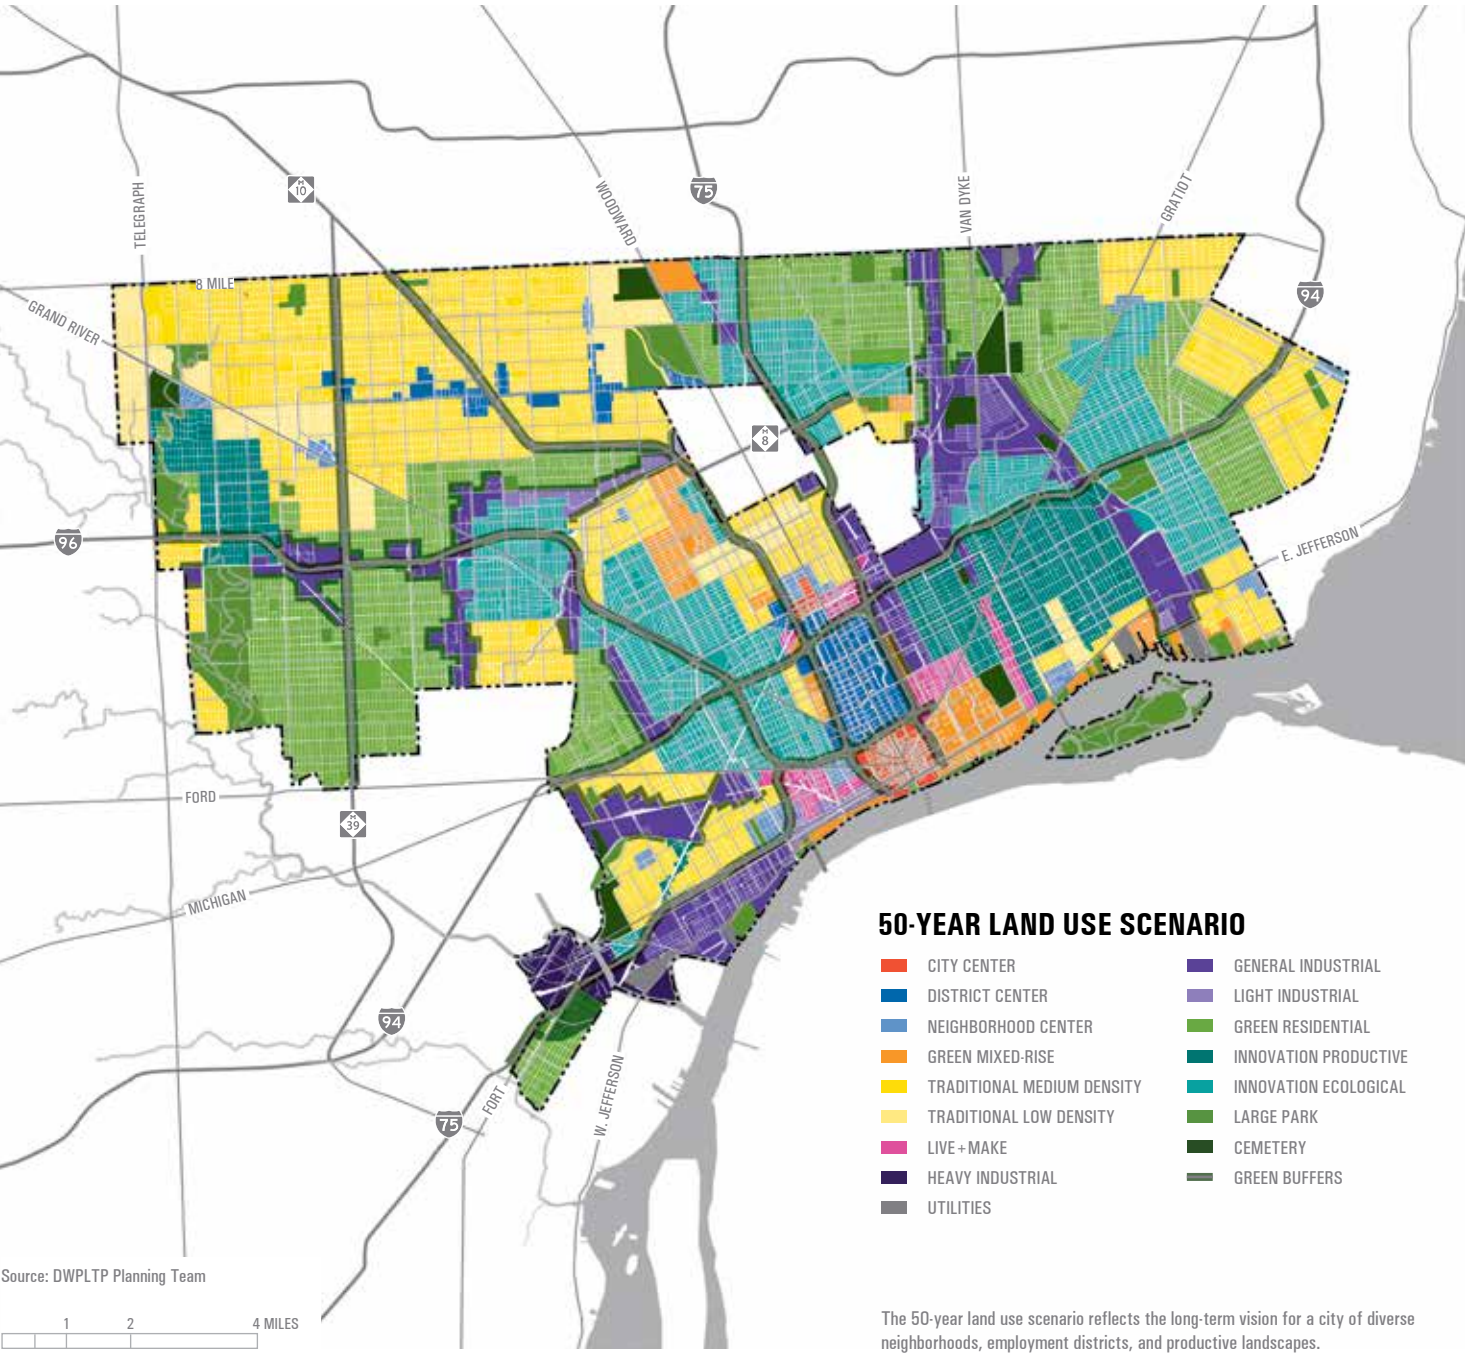 M
10
75
TELEGRAPH
WOODWARD
VAN DYKE
GRATIOT
8 MILE
94
GRAND RIVER
M
8
96
E. JEFFERSON
FORD
M
39
MICHIGAN
94
75
FORT
W. JEFFERSON
50-YEAR LAND USE SCENARIO
CITY CENTER
DISTRICT CENTER
NEIGHBORHOOD CENTER
GREEN MIXED-RISE
TRADITIONAL MEDIUM DENSITY
TRADITIONAL LOW DENSITY
LIVE+MAKE
HEAVY INDUSTRIAL
UTILITIES
GENERAL INDUSTRIAL
LIGHT INDUSTRIAL
GREEN RESIDENTIAL
INNOVATION PRODUCTIVE
INNOVATION ECOLOGICAL
LARGE PARK
CEMETERY
GREEN BUFFERS
Source: DWPLTP Planning Team
1 2 4 MILES
The 50-year land use scenario reflects the long-term vision for a city of diverse
neighborhoods, employment districts, and productive landscapes.